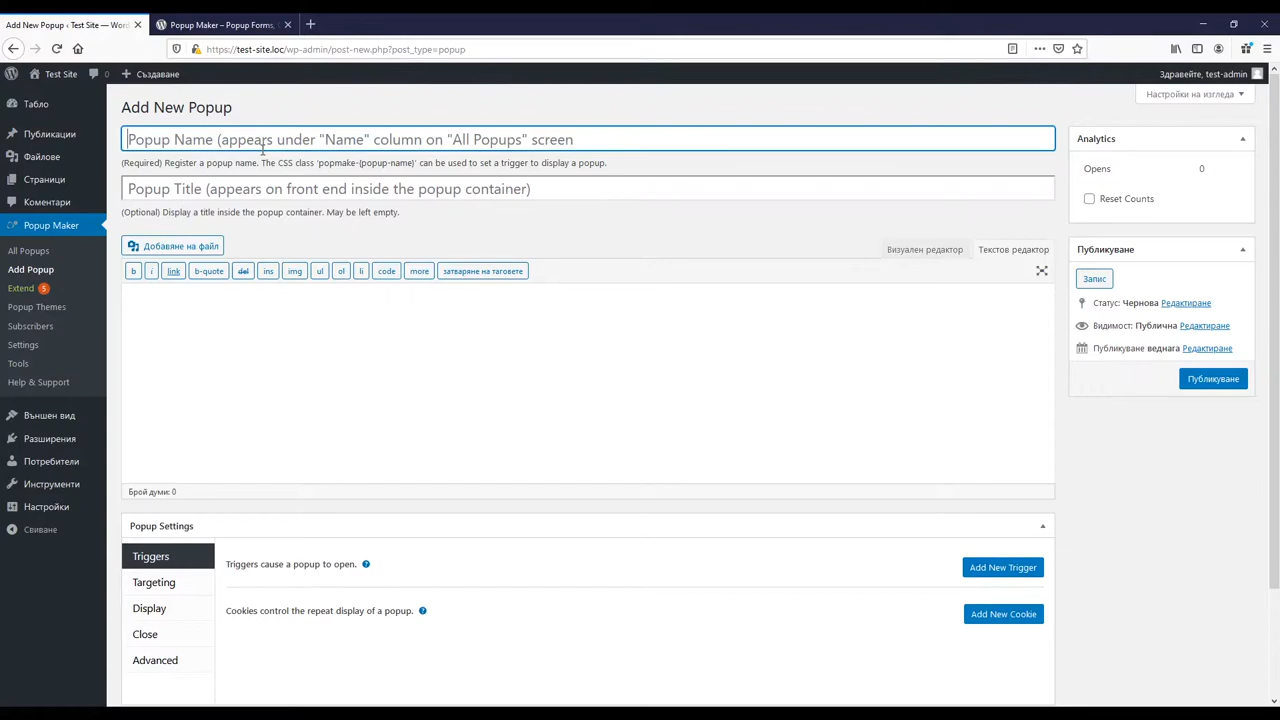 Add New Popup ‹ Test Site — Word
Popup Maker – Popup Forms,
https://test-site.loc/wp-admin/post-new.php?post_type=popup
Test Site
0
Създаване
Здравейте, test-admin
Табло
Публикации
Файлове
Страници
Коментари
Popup Maker
All Popups
Add Popup
Extend 5
Popup Themes
Subscribers
Settings
Tools
Help & Support
Външен вид
Разширения
Потребители
Инструменти
Настройки
Свиване
Настройки на изгледа
Add New Popup
Popup Name (appears under "Name" column on "All Popups" screen
(Required) Register a popup name. The CSS class 'popmake-{popup-name}' can be used to set a trigger to display a popup.
Popup Title (appears on front end inside the popup container)
(Optional) Display a title inside the popup container. May be left empty.
Добавяне на файл
Визуален редактор
Текстов редактор
b i link b-quote del ins img ul ol li code more затваряне на таговете
Брой думи: 0
Popup Settings
Triggers
Targeting
Display
Close
Advanced
Triggers cause a popup to open.
Add New Trigger
Cookies control the repeat display of a popup.
Add New Cookie
Analytics
Opens 0
Reset Counts
Публикуване
Запис
Статус: Чернова Редактиране
Видимост: Публична Редактиране
Публикуване веднага Редактиране
Публикуване